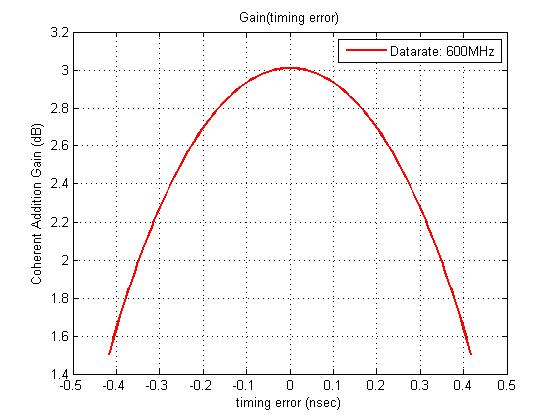 Gain(timing error)
Datarate: 600MHz
Coherent Addition Gain (dB)
3.2
3
2.8
2.6
2.4
2.2
2
1.8
1.6
1.4
-0.5 -0.4 -0.3 -0.2 -0.1 0 0.1 0.2 0.3 0.4 0.5
timing error (nsec)